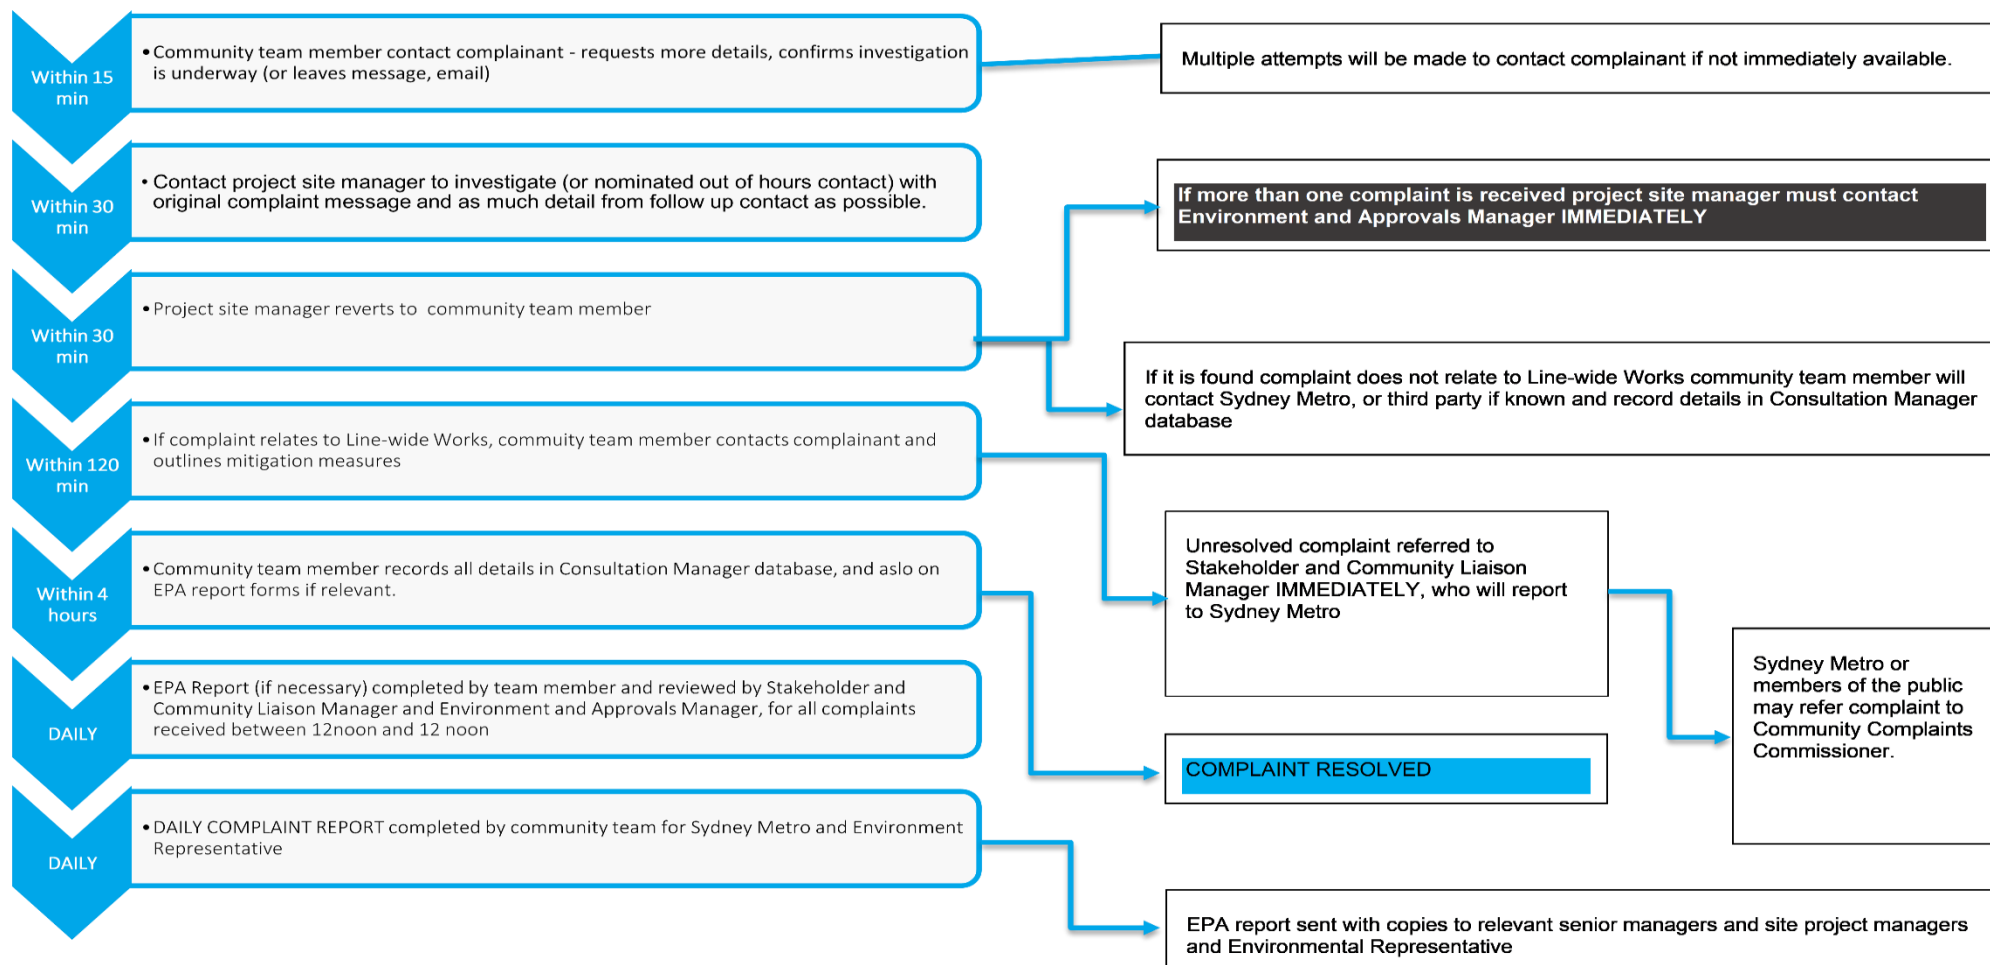 Within 15
min
• Community team member contact complainant - requests more details, confirms investigation
is underway (or leaves message, email)
Multiple attempts will be made to contact complainant if not immediately available.
Within 30
min
• Contact project site manager to investigate (or nominated out of hours contact) with
original complaint message and as much detail from follow up contact as possible.
If more than one complaint is received project site manager must contact
Environment and Approvals Manager IMMEDIATELY
Within 30
min
• Project site manager reverts to community team member
If it is found complaint does not relate to Line-wide Works community team member will
contact Sydney Metro, or third party if known and record details in Consultation Manager
database
Within 120
min
• If complaint relates to Line-wide Works, commuity team member contacts complainant and
outlines mitigation measures
Unresolved complaint referred to
Stakeholder and Community Liaison
Manager IMMEDIATELY, who will report
to Sydney Metro
Sydney Metro or
members of the public
may refer complaint to
Community Complaints
Commissioner.
Within 4
hours
• Community team member records all details in Consultation Manager database, and aslo on
EPA report forms if relevant.
COMPLAINT RESOLVED
DAILY
• EPA Report (if necessary) completed by team member and reviewed by Stakeholder and
Community Liaison Manager and Environment and Approvals Manager, for all complaints
received between 12noon and 12 noon
DAILY
• DAILY COMPLAINT REPORT completed by community team for Sydney Metro and Environment
Representative
EPA report sent with copies to relevant senior managers and site project managers
and Environmental Representative